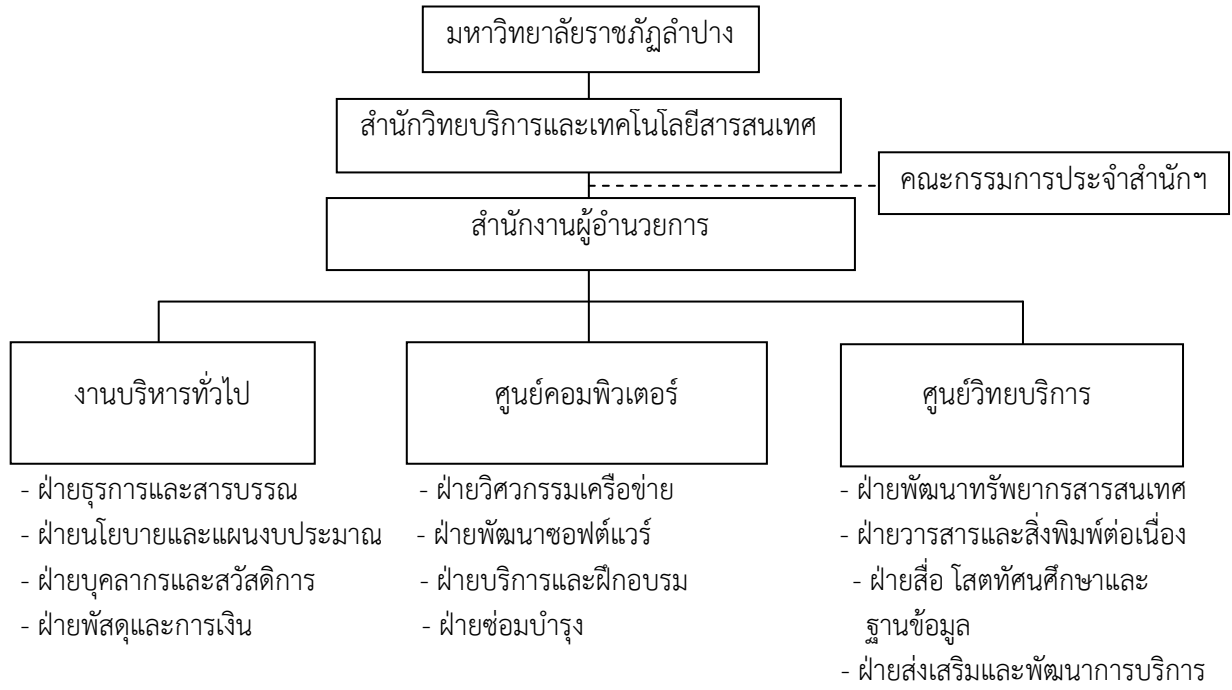 มหาวิทยาลัยราชภัฏลำปาง
สำนักวิทยบริการและเทคโนโลยีสารสนเทศ
คณะกรรมการประจำสำนักฯ
สำนักงานผู้อำนวยการ
งานบริหารทั่วไป
- ฝ่ายธุรการและสารบรรณ
- ฝ่ายนโยบายและแผนงบประมาณ
- ฝ่ายบุคลากรและสวัสดิการ
- ฝ่ายพัสดุและการเงิน
ศูนย์คอมพิวเตอร์
- ฝ่ายวิศวกรรมเครือข่าย
- ฝ่ายพัฒนาซอฟต์แวร์
- ฝ่ายบริการและฝึกอบรม
- ฝ่ายซ่อมบำรุง
ศูนย์วิทยบริการ
- ฝ่ายพัฒนาทรัพยากรสารสนเทศ
- ฝ่ายวารสารและสิ่งพิมพ์ต่อเนื่อง
- ฝ่ายสื่อ โสตทัศนศึกษาและ
ฐานข้อมูล
- ฝ่ายส่งเสริมและพัฒนาการบริการ